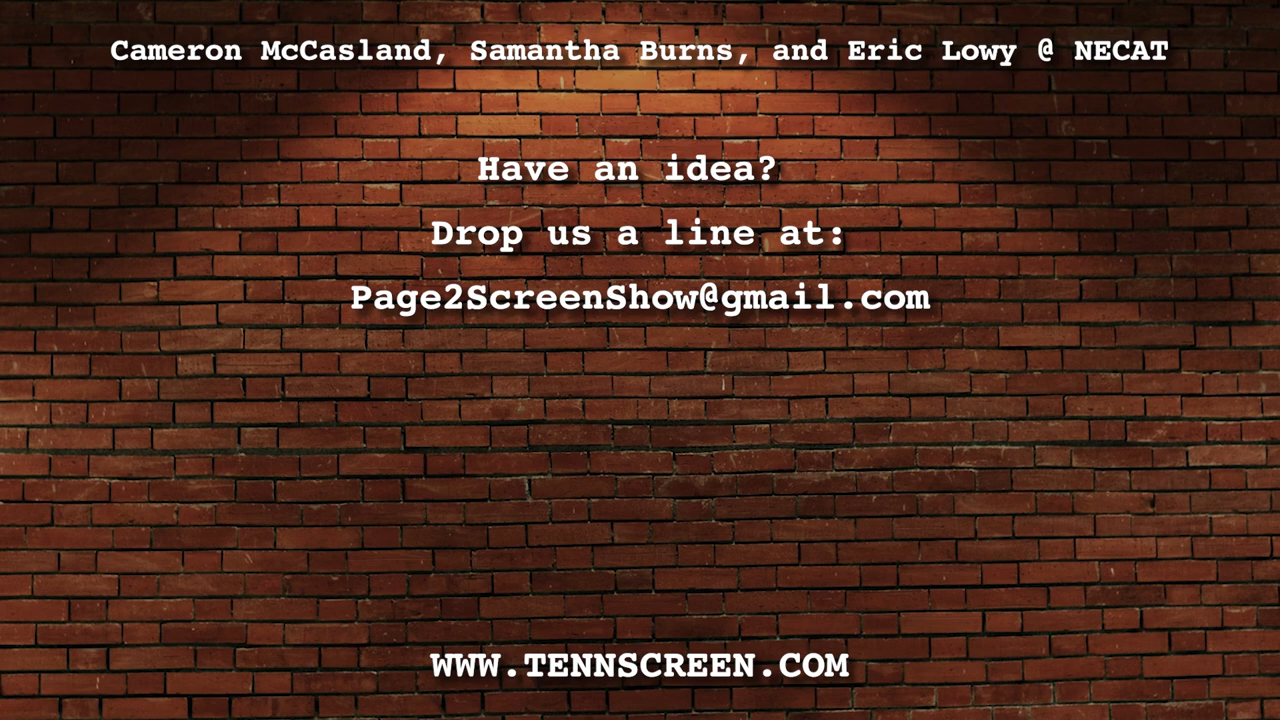 Cameron McCasland, Samantha Burns, and Eric Lowy @ NECAT
Have an idea?
Drop us a line at:
Page2ScreenShow@gmail.com
WWW.TENNSCREEN.COM